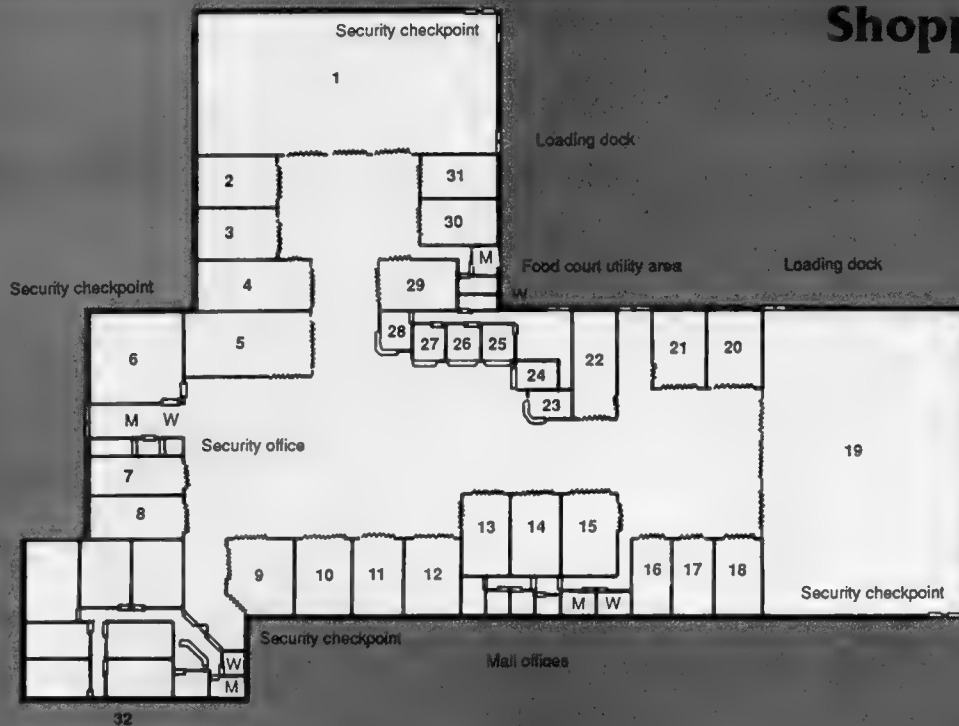 Shopp
Security checkpoint
1
Loading dock
2
31
3
30
M
Food court utility area
Loading dock
Security checkpoint
4
29
W
6
5
28
27
26
25
22
21
20
24
23
M W
Security office
19
7
8
13
14
15
9
10
11
12
16
17
18
Security checkpoint
M W
Security checkpoint
W
Mall offices
M
32